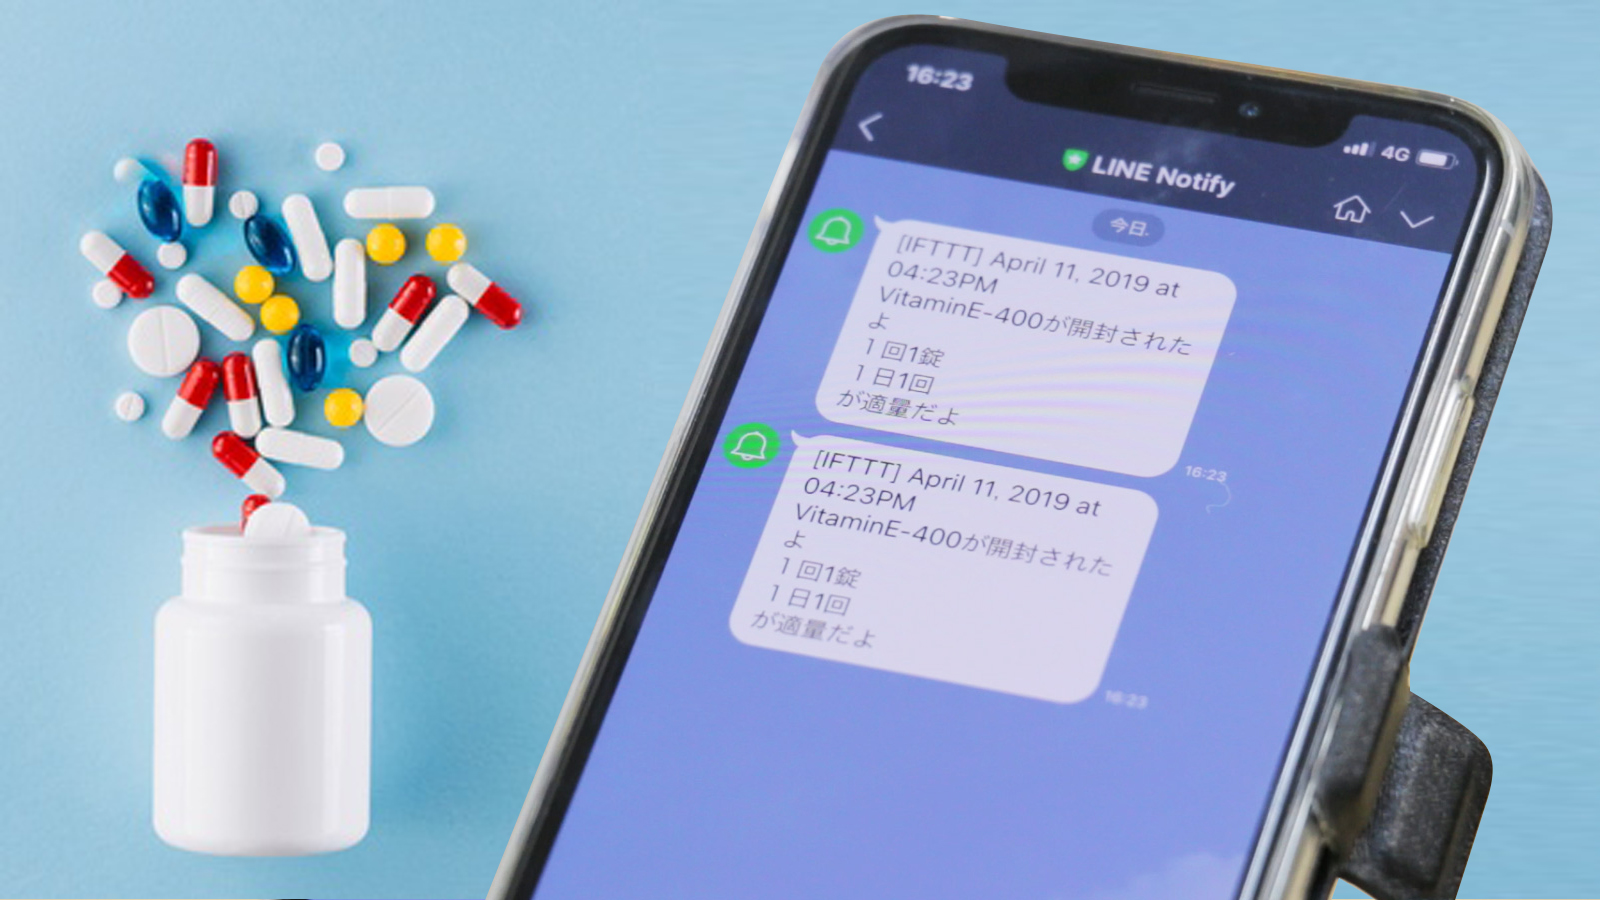 16:23
4G
LINE Notify
今日
[IFTTT] April 11, 2019 at
04:23PM
VitaminE-400が開封された
よ
1 回1錠
1 日1回
が適量だよ
16:23
[IFTTT] April 11, 2019 at
04:23PM
VitaminE-400が開封された
よ
1 回1錠
1 日1回
が適量だよ
16:23